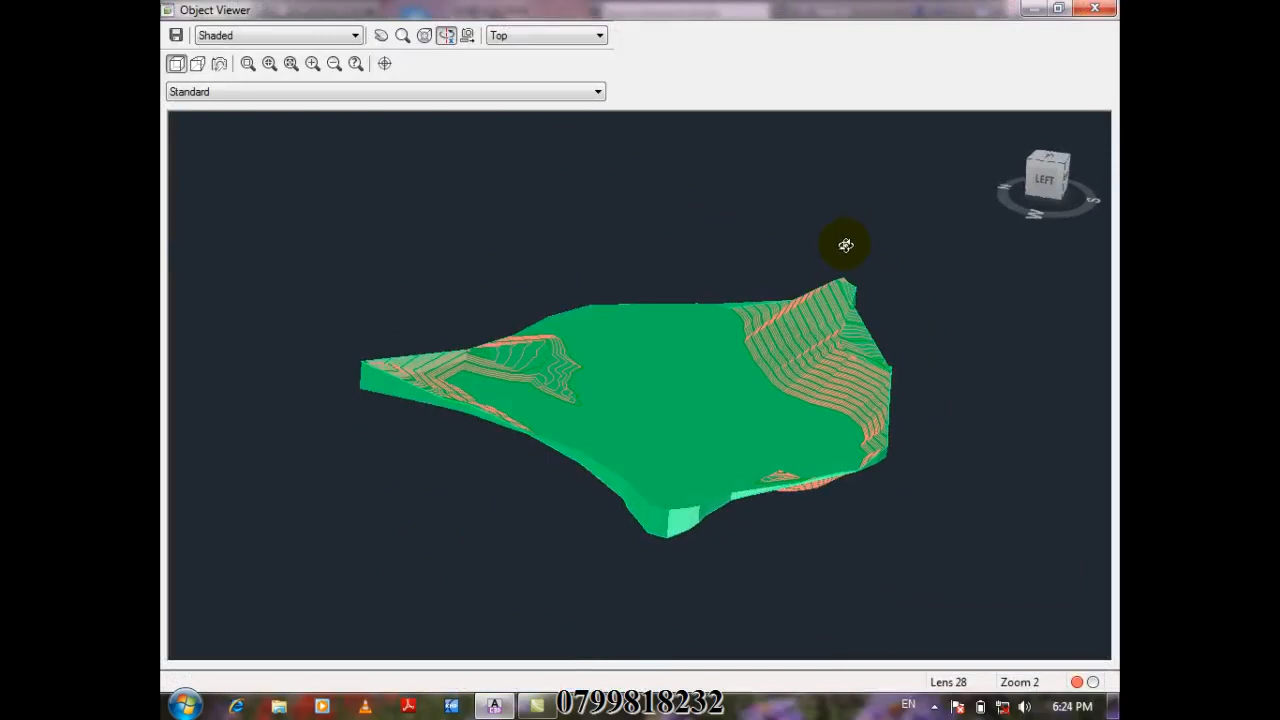 Object Viewer
Shaded
Top
Standard
LEFT
W
S
Lens 28
Zoom 2
0799818232
EN
6:24 PM